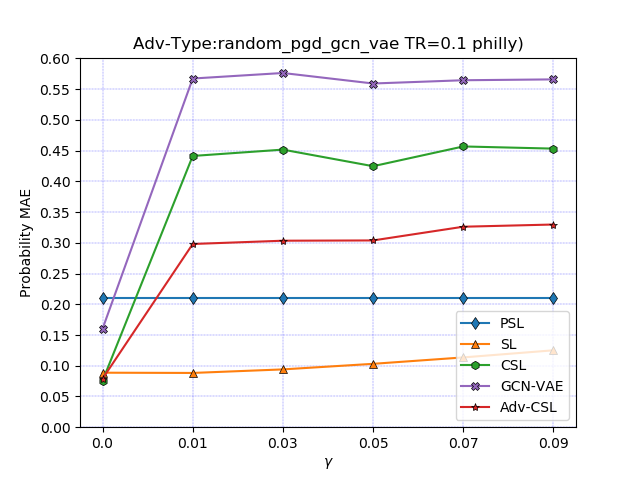 Adv-Type:random_pgd_gcn_vae TR=0.1 philly)
Probability MAE
0.60
0.55
0.50
0.45
0.40
0.35
0.30
0.25
0.20
0.15
0.10
0.05
0.00
PSL
SL
CSL
GCN-VAE
Adv-CSL
0.0 0.01 0.03 0.05 0.07 0.09
γ